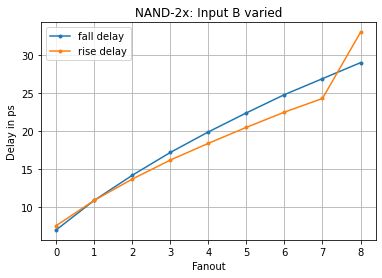 NAND-2x: Input B varied
fall delay
rise delay
Delay in ps
30
25
20
15
10
0 1 2 3 4 5 6 7 8
Fanout